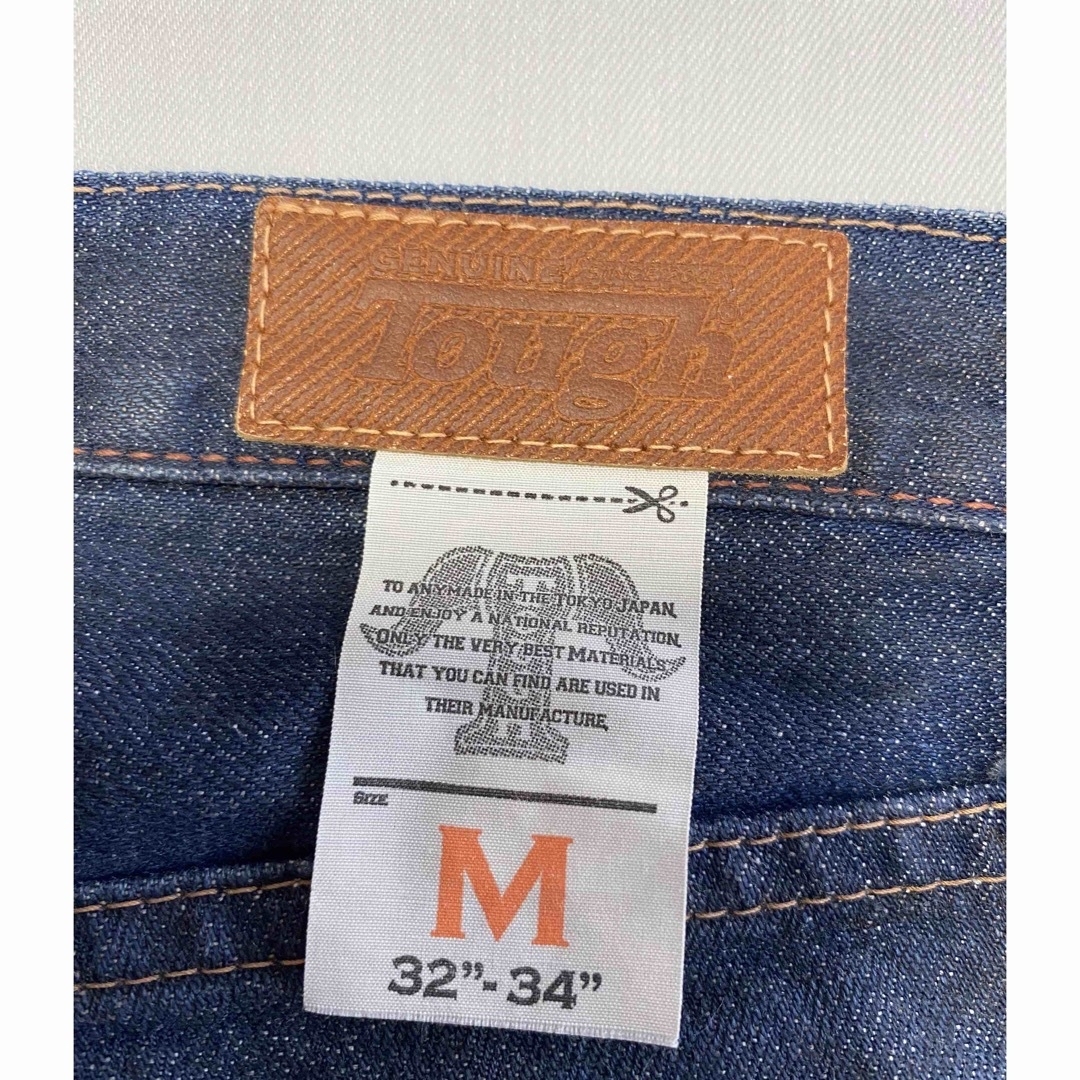 GENUINE
Tough
TO ANYMADE IN THE TOKYO JAPAN,
AND ENJOY A NATIONAL REPUTATION,
ONLY THE VERY BEST MATERIALS
THAT YOU CAN FIND ARE USED IN
THEIR MANUFACTURE,
SIZE
M
32”-34”